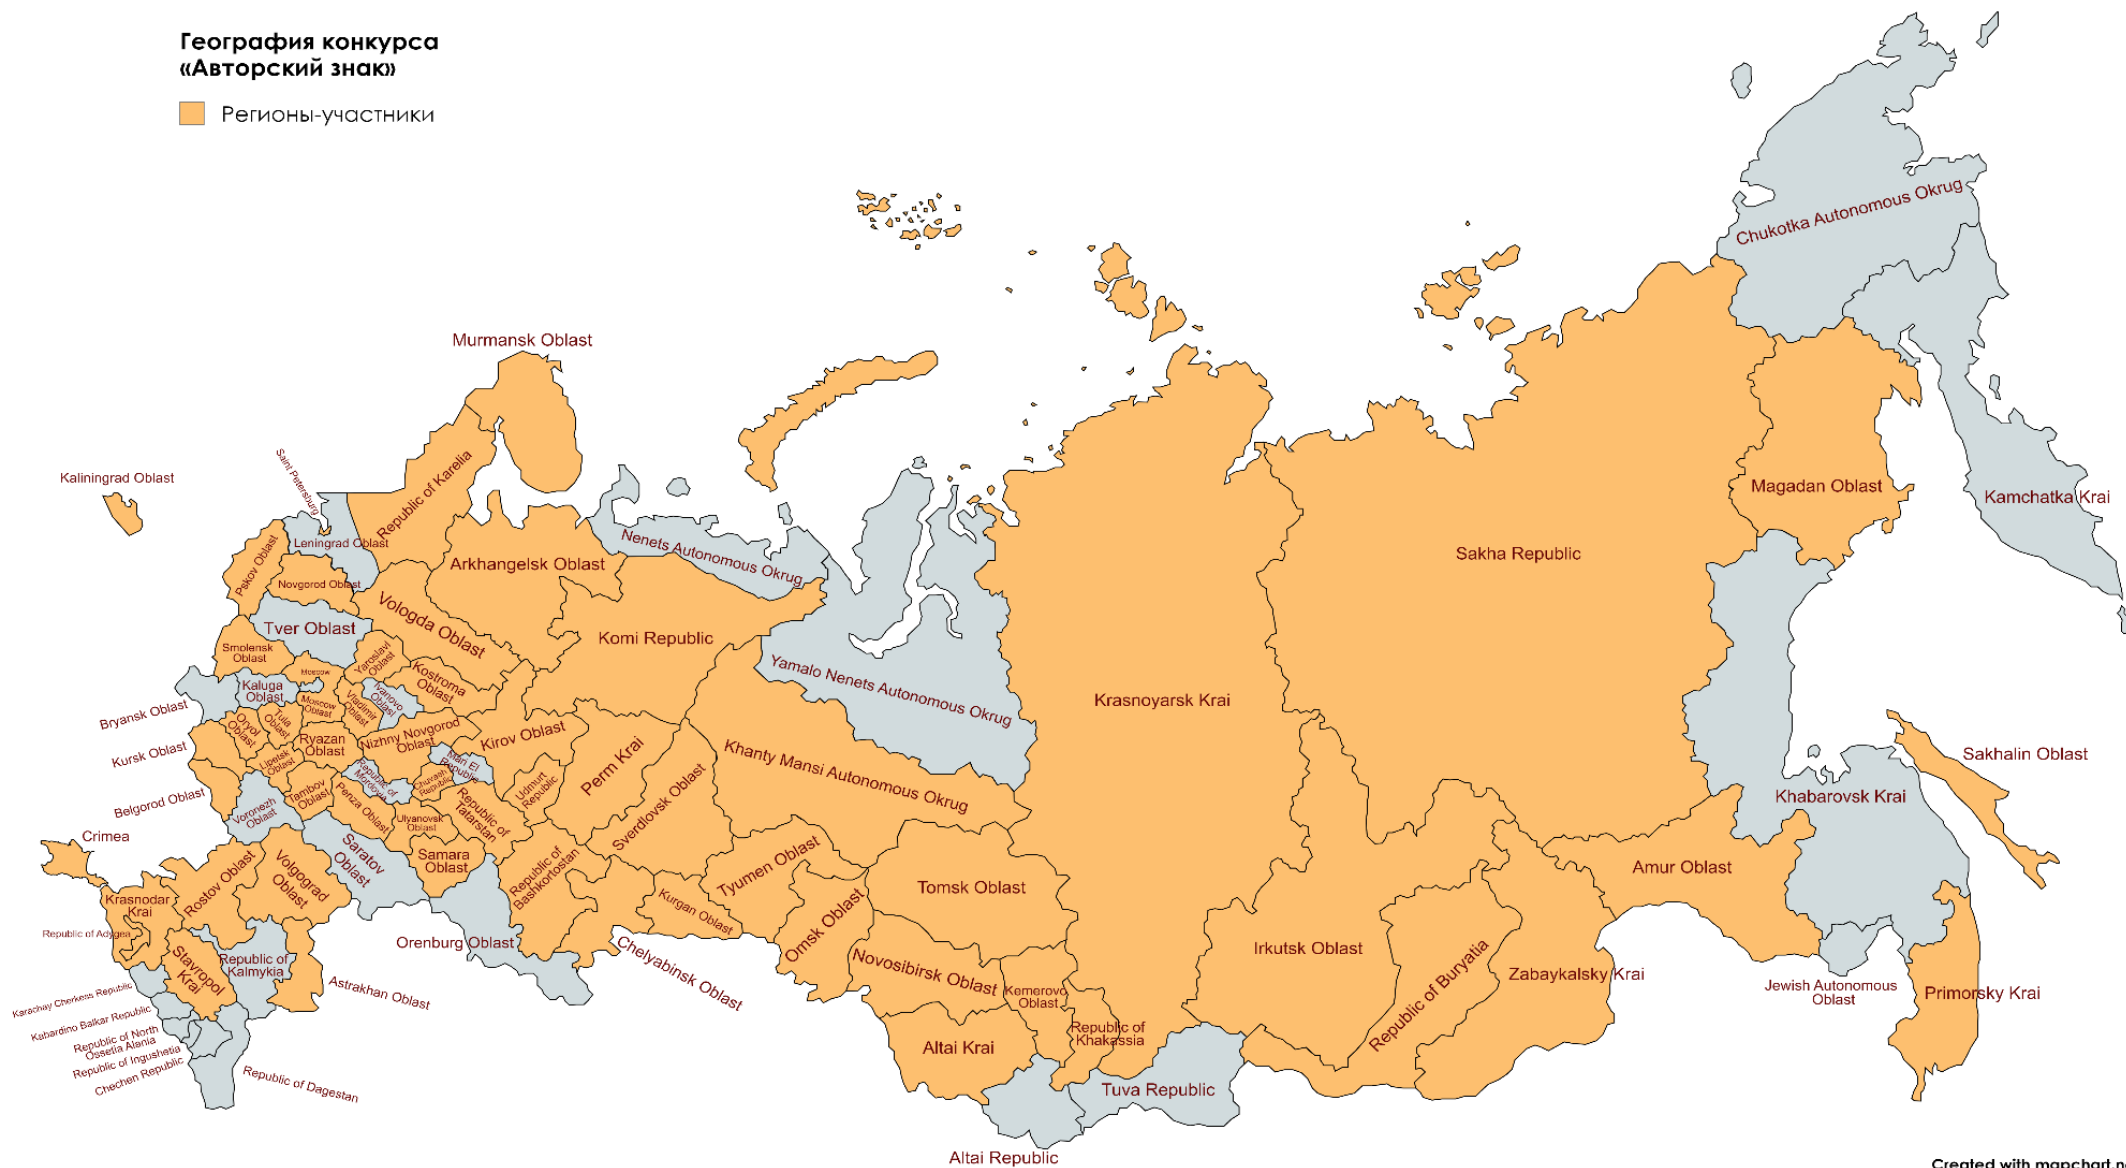 География конкурса
«Авторский знак»
Регионы-участники
Chukotka Autonomous Okrug
Murmansk Oblast
Kaliningrad Oblast
Saint Petersburg
Republic of Karelia
Magadan Oblast
Kamchatka Krai
Leningrad Oblast
Nenets Autonomous Okrug
Sakha Republic
Arkhangelsk Oblast
Pskov Oblast
Novgorod Oblast
Vologda Oblast
Tver Oblast
Komi Republic
Smolensk
Oblast
Yaroslavl
Oblast
Moscow
Kostroma
Oblast
Yamalo Nenets Autonomous Okrug
Kaluga
Oblast
Ivanovo
Oblast
Krasnoyarsk Krai
Bryansk Oblast
Moscow
Oblast
Vladimir
Oblast
Oryol
Oblast
Tula
Oblast
Ryazan
Oblast
Nizhny Novgorod
Oblast
Kirov Oblast
Kursk Oblast
Lipetsk
Oblast
Mari El
Republic
Perm Krai
Khanty Mansi Autonomous Okrug
Sakhalin Oblast
Republic of
Mordovia
Chuvash
Republic
Udmurt
Republic
Sverdlovsk Oblast
Belgorod Oblast
Voronezh
Oblast
Tambov
Oblast
Penza Oblast
Ulyanovsk
Oblast
Republic of
Tatarstan
Khabarovsk Krai
Crimea
Saratov
Oblast
Samara
Oblast
Republic of
Bashkortostan
Tyumen Oblast
Tomsk Oblast
Amur Oblast
Krasnodar
Krai
Rostov Oblast
Volgograd
Oblast
Kurgan Oblast
Omsk Oblast
Republic of Adygea
Stavropol
Krai
Republic of
Kalmykia
Orenburg Oblast
Chelyabinsk Oblast
Novosibirsk Oblast
Irkutsk Oblast
Republic of Buryatia
Zabaykalsky Krai
Jewish Autonomous
Oblast
Primorsky Krai
Astrakhan Oblast
Kemerovo
Oblast
Karachay Cherkess Republic
Kabardino Balkar Republic
Republic of North
Ossetia Alania
Republic of Ingushetia
Chechen Republic
Republic of Dagestan
Altai Krai
Republic of
Khakassia
Tuva Republic
Altai Republic
Created with mapchart.n